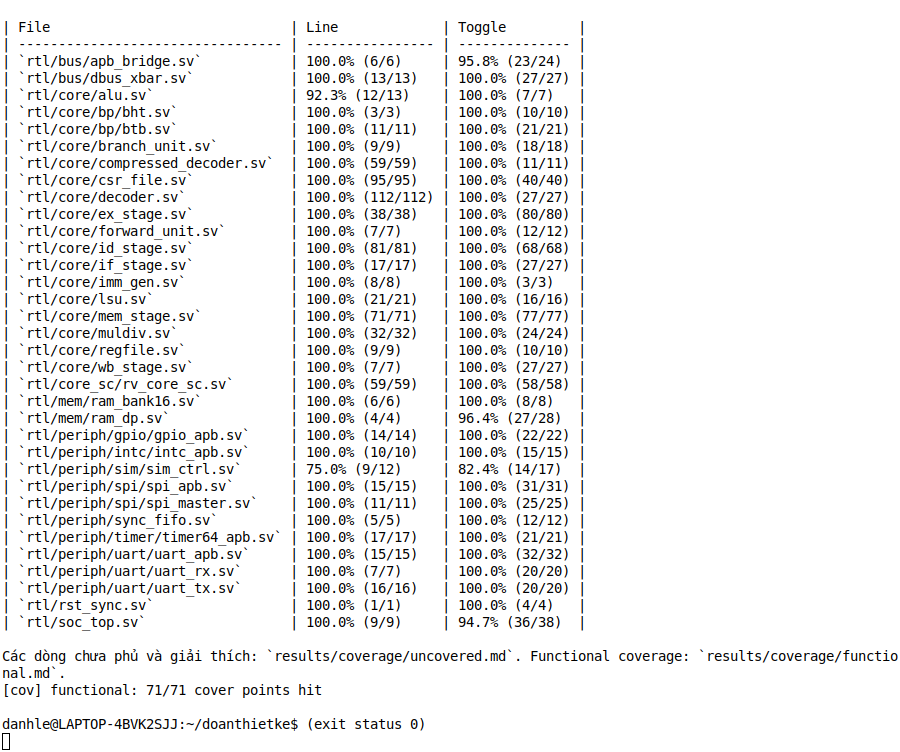 | File                            | Line            | Toggle        |
| ------------------------------- | --------------- | ------------- |
| `rtl/bus/apb_bridge.sv`         | 100.0% (6/6)    | 95.8% (23/24) |
| `rtl/bus/dbus_xbar.sv`          | 100.0% (13/13)  | 100.0% (27/27) |
| `rtl/core/alu.sv`               | 92.3% (12/13)   | 100.0% (7/7)  |
| `rtl/core/bp/bht.sv`            | 100.0% (3/3)    | 100.0% (10/10) |
| `rtl/core/bp/btb.sv`            | 100.0% (11/11)  | 100.0% (21/21) |
| `rtl/core/branch_unit.sv`       | 100.0% (9/9)    | 100.0% (18/18) |
| `rtl/core/compressed_decoder.sv` | 100.0% (59/59) | 100.0% (11/11) |
| `rtl/core/csr_file.sv`          | 100.0% (95/95)  | 100.0% (40/40) |
| `rtl/core/decoder.sv`           | 100.0% (112/112) | 100.0% (27/27) |
| `rtl/core/ex_stage.sv`          | 100.0% (38/38)  | 100.0% (80/80) |
| `rtl/core/forward_unit.sv`      | 100.0% (7/7)    | 100.0% (12/12) |
| `rtl/core/id_stage.sv`          | 100.0% (81/81)  | 100.0% (68/68) |
| `rtl/core/if_stage.sv`          | 100.0% (17/17)  | 100.0% (27/27) |
| `rtl/core/imm_gen.sv`           | 100.0% (8/8)    | 100.0% (3/3)  |
| `rtl/core/lsu.sv`               | 100.0% (21/21)  | 100.0% (16/16) |
| `rtl/core/mem_stage.sv`         | 100.0% (71/71)  | 100.0% (77/77) |
| `rtl/core/muldiv.sv`            | 100.0% (32/32)  | 100.0% (24/24) |
| `rtl/core/regfile.sv`           | 100.0% (9/9)    | 100.0% (10/10) |
| `rtl/core/wb_stage.sv`          | 100.0% (7/7)    | 100.0% (27/27) |
| `rtl/core_sc/rv_core_sc.sv`     | 100.0% (59/59)  | 100.0% (58/58) |
| `rtl/mem/ram_bank16.sv`         | 100.0% (6/6)    | 100.0% (8/8)  |
| `rtl/mem/ram_dp.sv`             | 100.0% (4/4)    | 96.4% (27/28) |
| `rtl/periph/gpio/gpio_apb.sv`   | 100.0% (14/14)  | 100.0% (22/22) |
| `rtl/periph/intc/intc_apb.sv`   | 100.0% (10/10)  | 100.0% (15/15) |
| `rtl/periph/sim/sim_ctrl.sv`    | 75.0% (9/12)    | 82.4% (14/17) |
| `rtl/periph/spi/spi_apb.sv`     | 100.0% (15/15)  | 100.0% (31/31) |
| `rtl/periph/spi/spi_master.sv`  | 100.0% (11/11)  | 100.0% (25/25) |
| `rtl/periph/sync_fifo.sv`       | 100.0% (5/5)    | 100.0% (12/12) |
| `rtl/periph/timer/timer64_apb.sv` | 100.0% (17/17) | 100.0% (21/21) |
| `rtl/periph/uart/uart_apb.sv`   | 100.0% (15/15)  | 100.0% (32/32) |
| `rtl/periph/uart/uart_rx.sv`    | 100.0% (7/7)    | 100.0% (20/20) |
| `rtl/periph/uart/uart_tx.sv`    | 100.0% (16/16)  | 100.0% (20/20) |
| `rtl/rst_sync.sv`               | 100.0% (1/1)    | 100.0% (4/4)  |
| `rtl/soc_top.sv`                | 100.0% (9/9)    | 94.7% (36/38) |
Các dòng chưa phủ và giải thích: `results/coverage/uncovered.md`. Functional coverage: `results/coverage/functio
nal.md`.
[cov] functional: 71/71 cover points hit
danhle@LAPTOP-4BVK2SJJ:~/doanthietke$ (exit status 0)